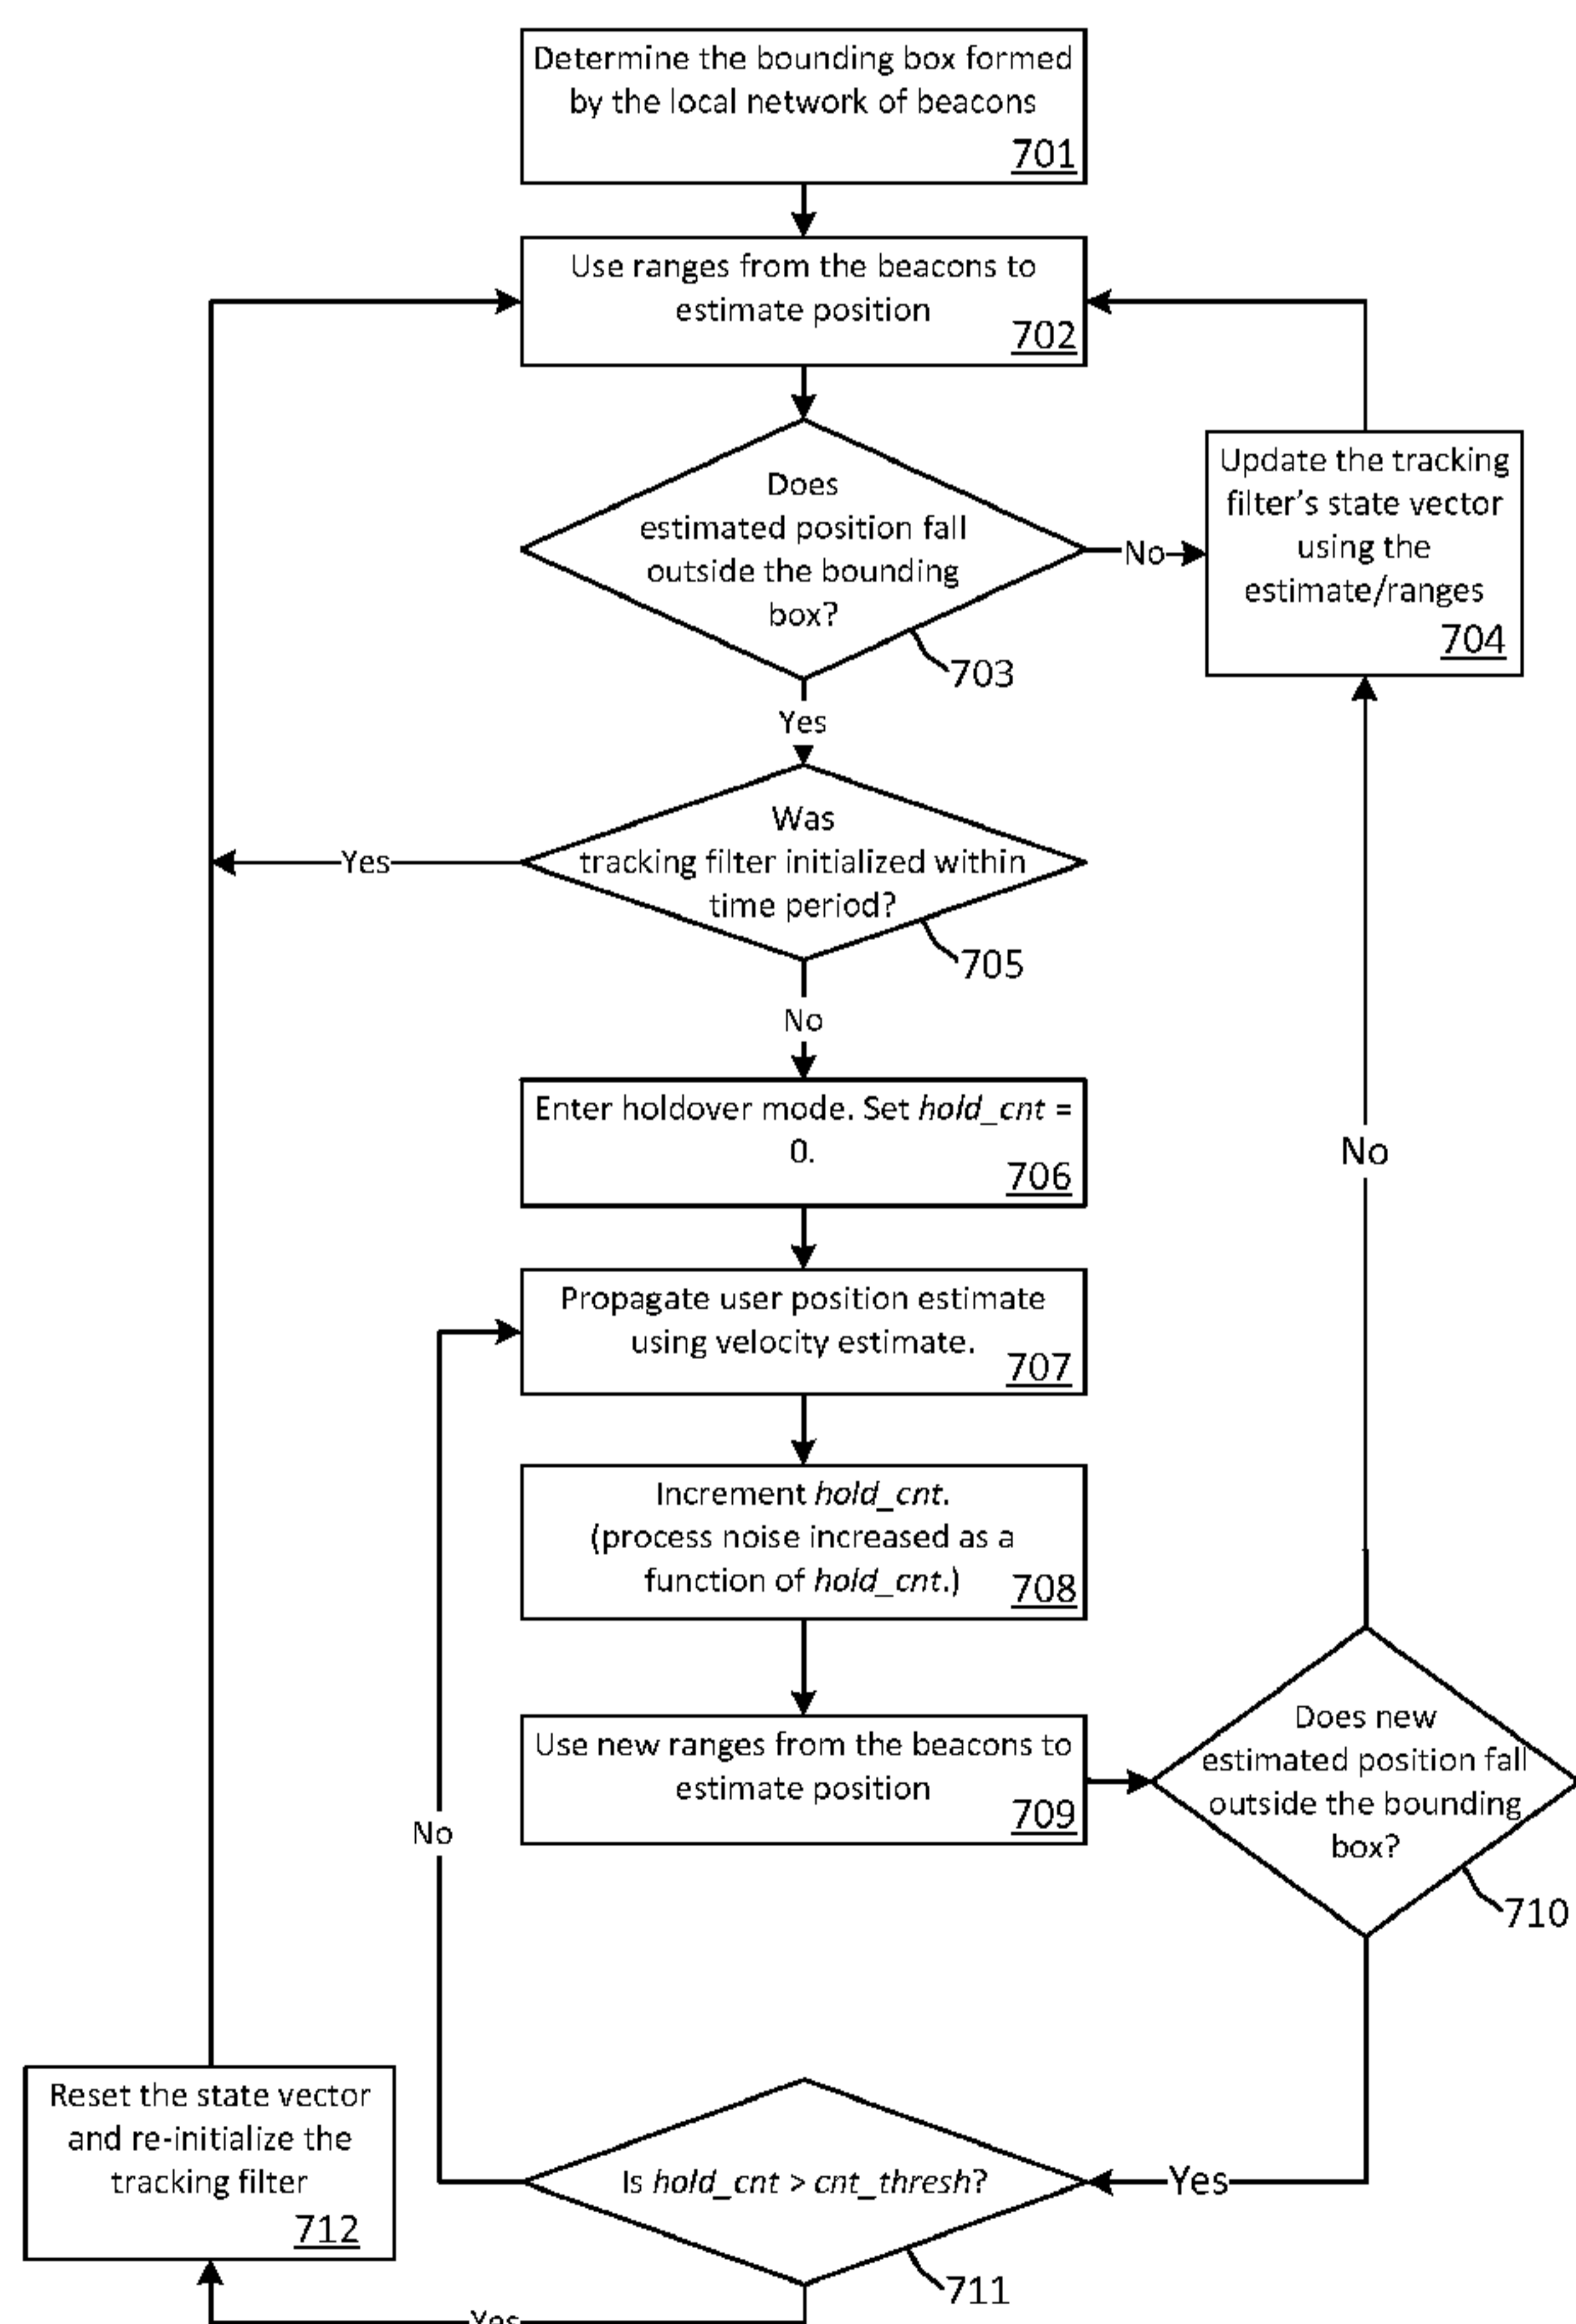 Determine the bounding box formed
by the local network of beacons
701
Use ranges from the beacons to
estimate position
702
Does
estimated position fall
outside the bounding
box?
703
No
Update the tracking
filter's state vector
using the
estimate/ranges
704
Yes
Was
tracking filter initialized within
time period?
705
Yes
No
Enter holdover mode. Set hold_cnt =
0.
706
No
Propagate user position estimate
using velocity estimate.
707
Increment hold_cnt.
(process noise increased as a
function of hold_cnt.)
708
Use new ranges from the beacons to
estimate position
709
Does new
estimated position fall
outside the bounding
box?
710
No
Yes
Is hold_cnt > cnt_thresh?
711
Reset the state vector
and re-initialize the
tracking filter
712
Yes